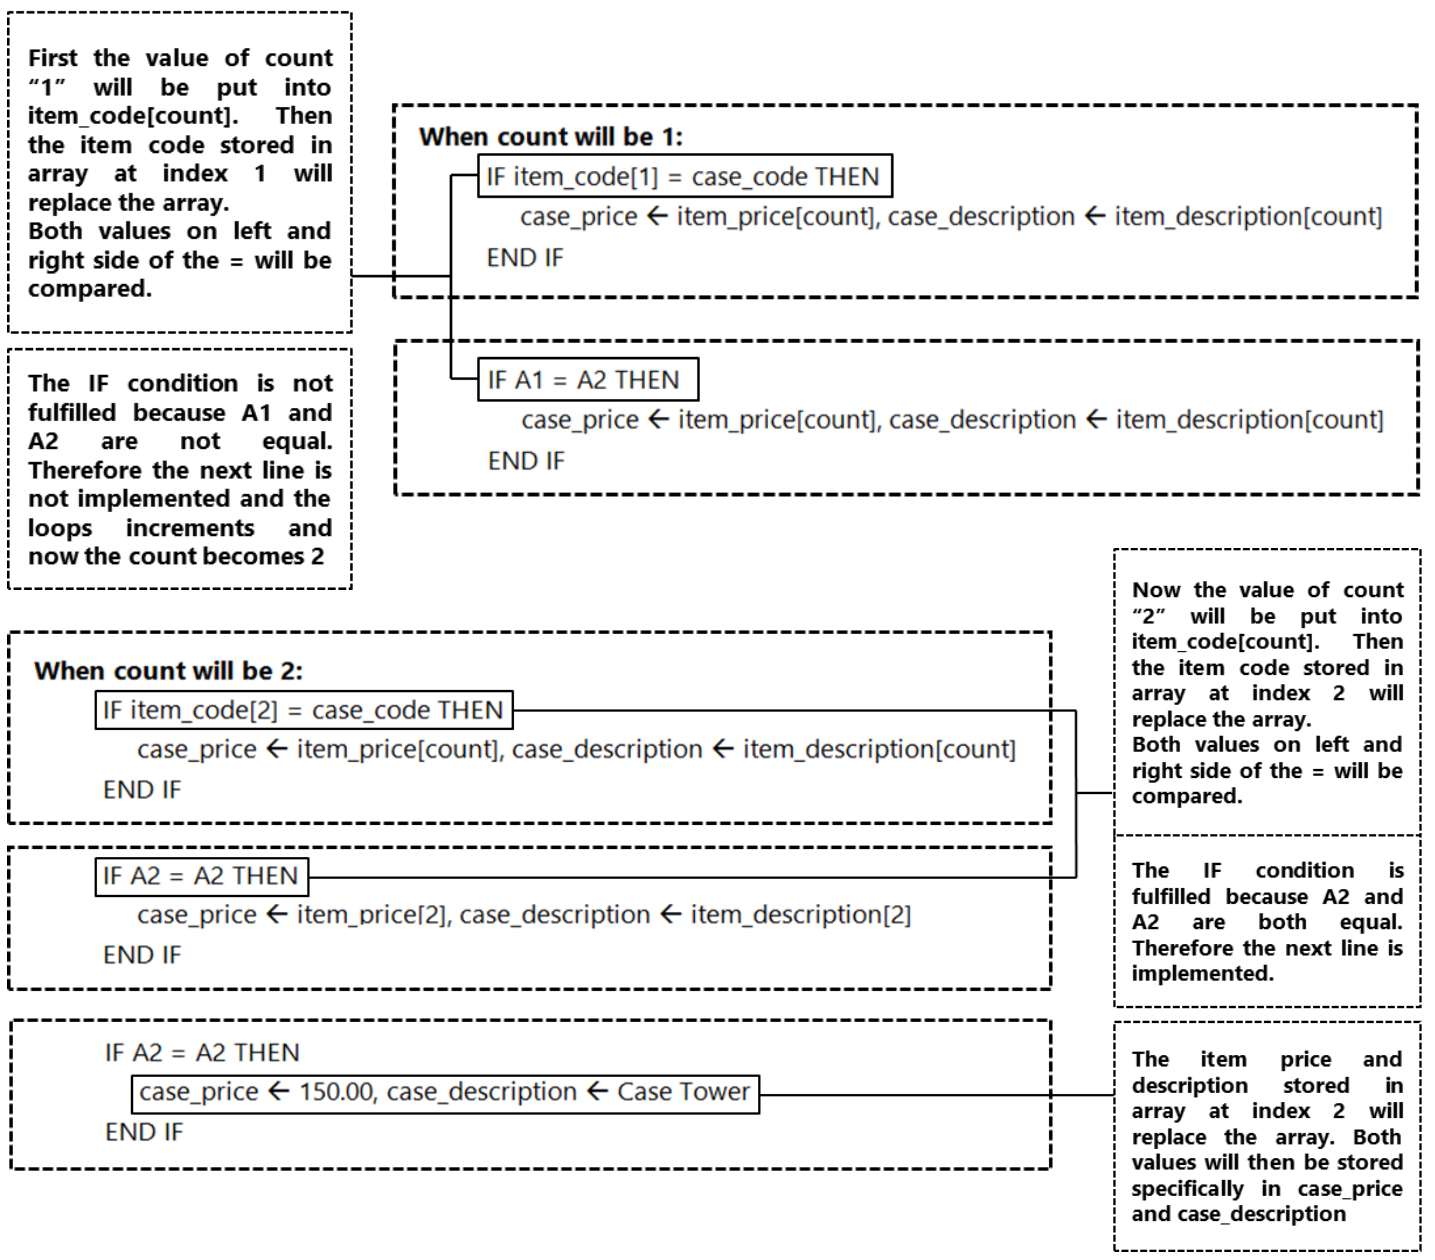 First the value of count
“1” will be put into
item_code[count]. Then
the item code stored in
array at index 1 will
replace the array.
Both values on left and
right side of the = will be
compared.
When count will be 1:
IF item_code[1] = case_code THEN
case_price ← item_price[count], case_description ← item_description[count]
END IF
The IF condition is not
fulfilled because A1 and
A2 are not equal.
Therefore the next line is
not implemented and the
loops increments and
now the count becomes 2
IF A1 = A2 THEN
case_price ← item_price[count], case_description ← item_description[count]
END IF
When count will be 2:
IF item_code[2] = case_code THEN
case_price ← item_price[count], case_description ← item_description[count]
END IF
Now the value of count
“2” will be put into
item_code[count]. Then
the item code stored in
array at index 2 will
replace the array.
Both values on left and
right side of the = will be
compared.
IF A2 = A2 THEN
case_price ← item_price[2], case_description ← item_description[2]
END IF
The IF condition is
fulfilled because A2 and
A2 are both equal.
Therefore the next line is
implemented.
IF A2 = A2 THEN
case_price ← 150.00, case_description ← Case Tower
END IF
The item price and
description stored in
array at index 2 will
replace the array. Both
values will then be stored
specifically in case_price
and case_description